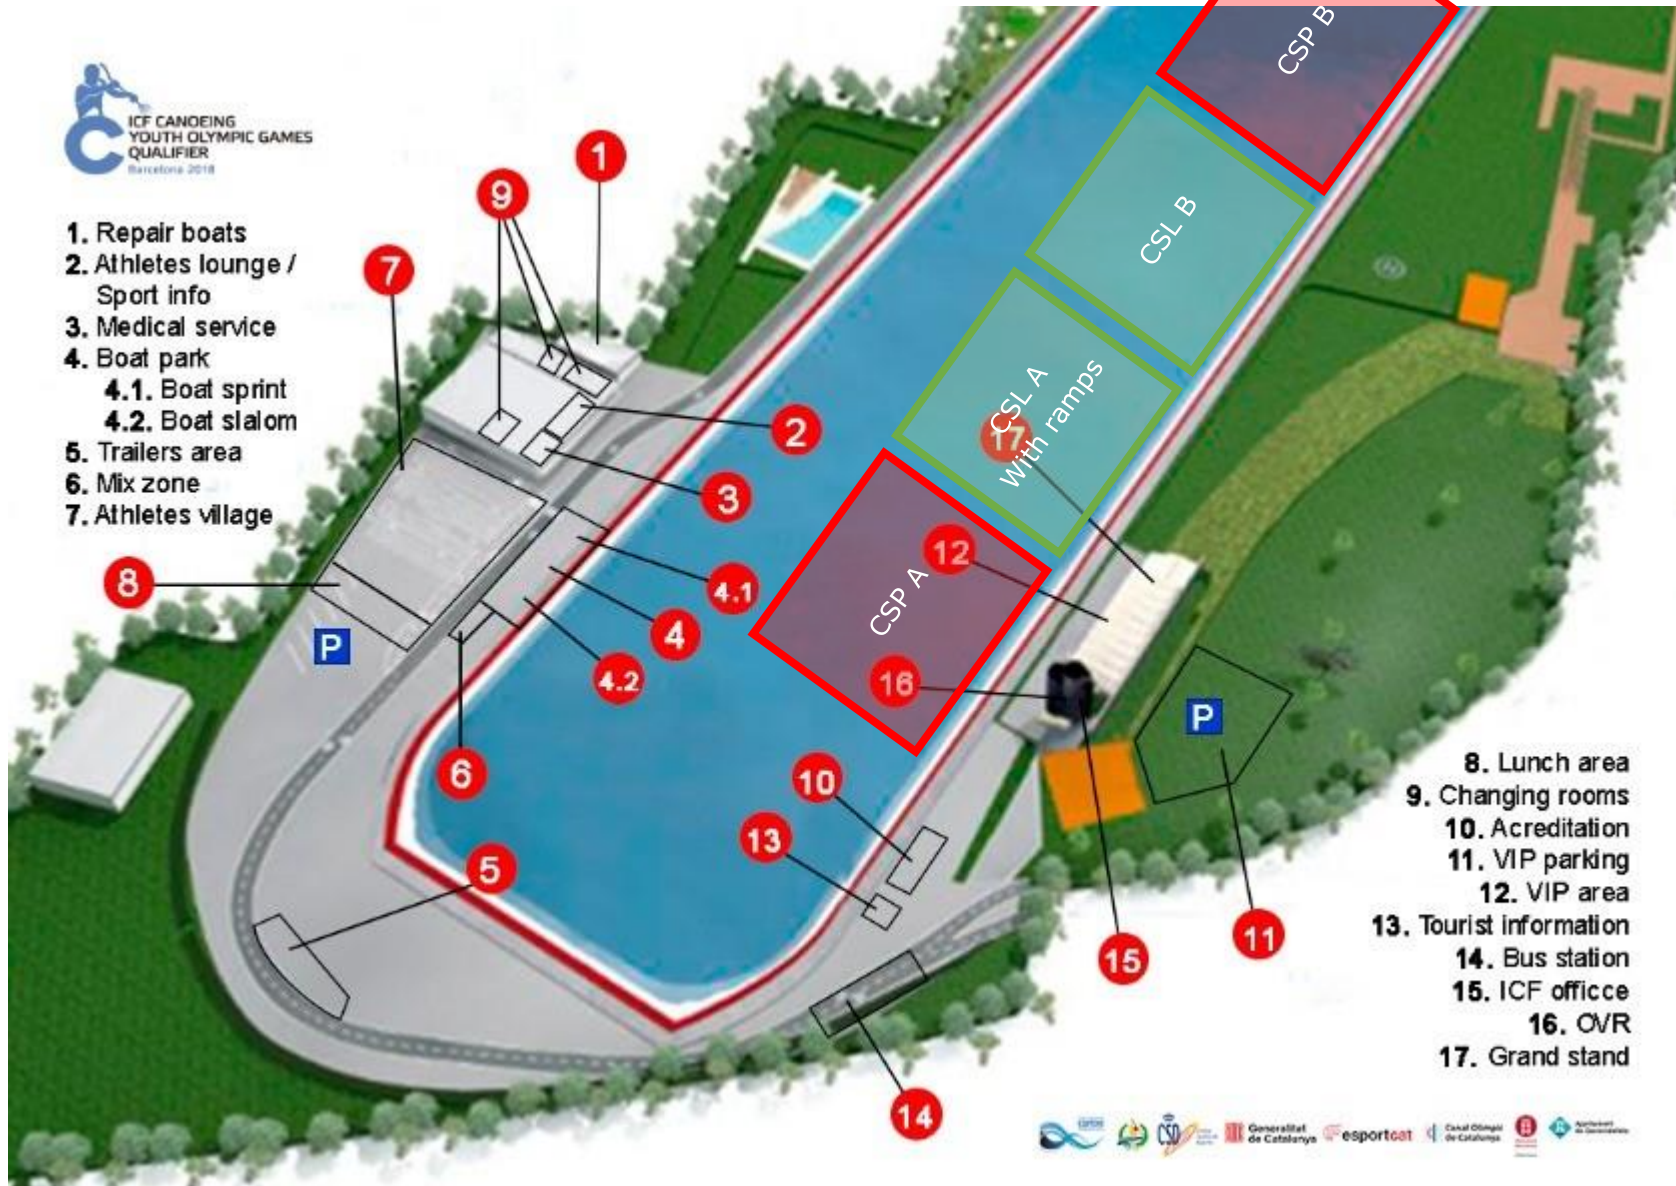 ICF CANOEING
YOUTH OLYMPIC GAMES
QUALIFIER
Barcelona 2018
1. Repair boats
2. Athletes lounge /
Sport info
3. Medical service
4. Boat park
4.1. Boat sprint
4.2. Boat slalom
5. Trailers area
6. Mix zone
7. Athletes village
CSP B
CSL B
CSL A
With ramps
CSP A
1
9
7
2
17
3
12
8
4.1
4
P
4.2
16
P
6
10
13
5
11
15
14
8. Lunch area
9. Changing rooms
10. Acreditation
11. VIP parking
12. VIP area
13. Tourist information
14. Bus station
15. ICF officce
16. OVR
17. Grand stand
CSD
Generalitat
de Catalunya
esportcat
Canal Olímpic
de Catalunya